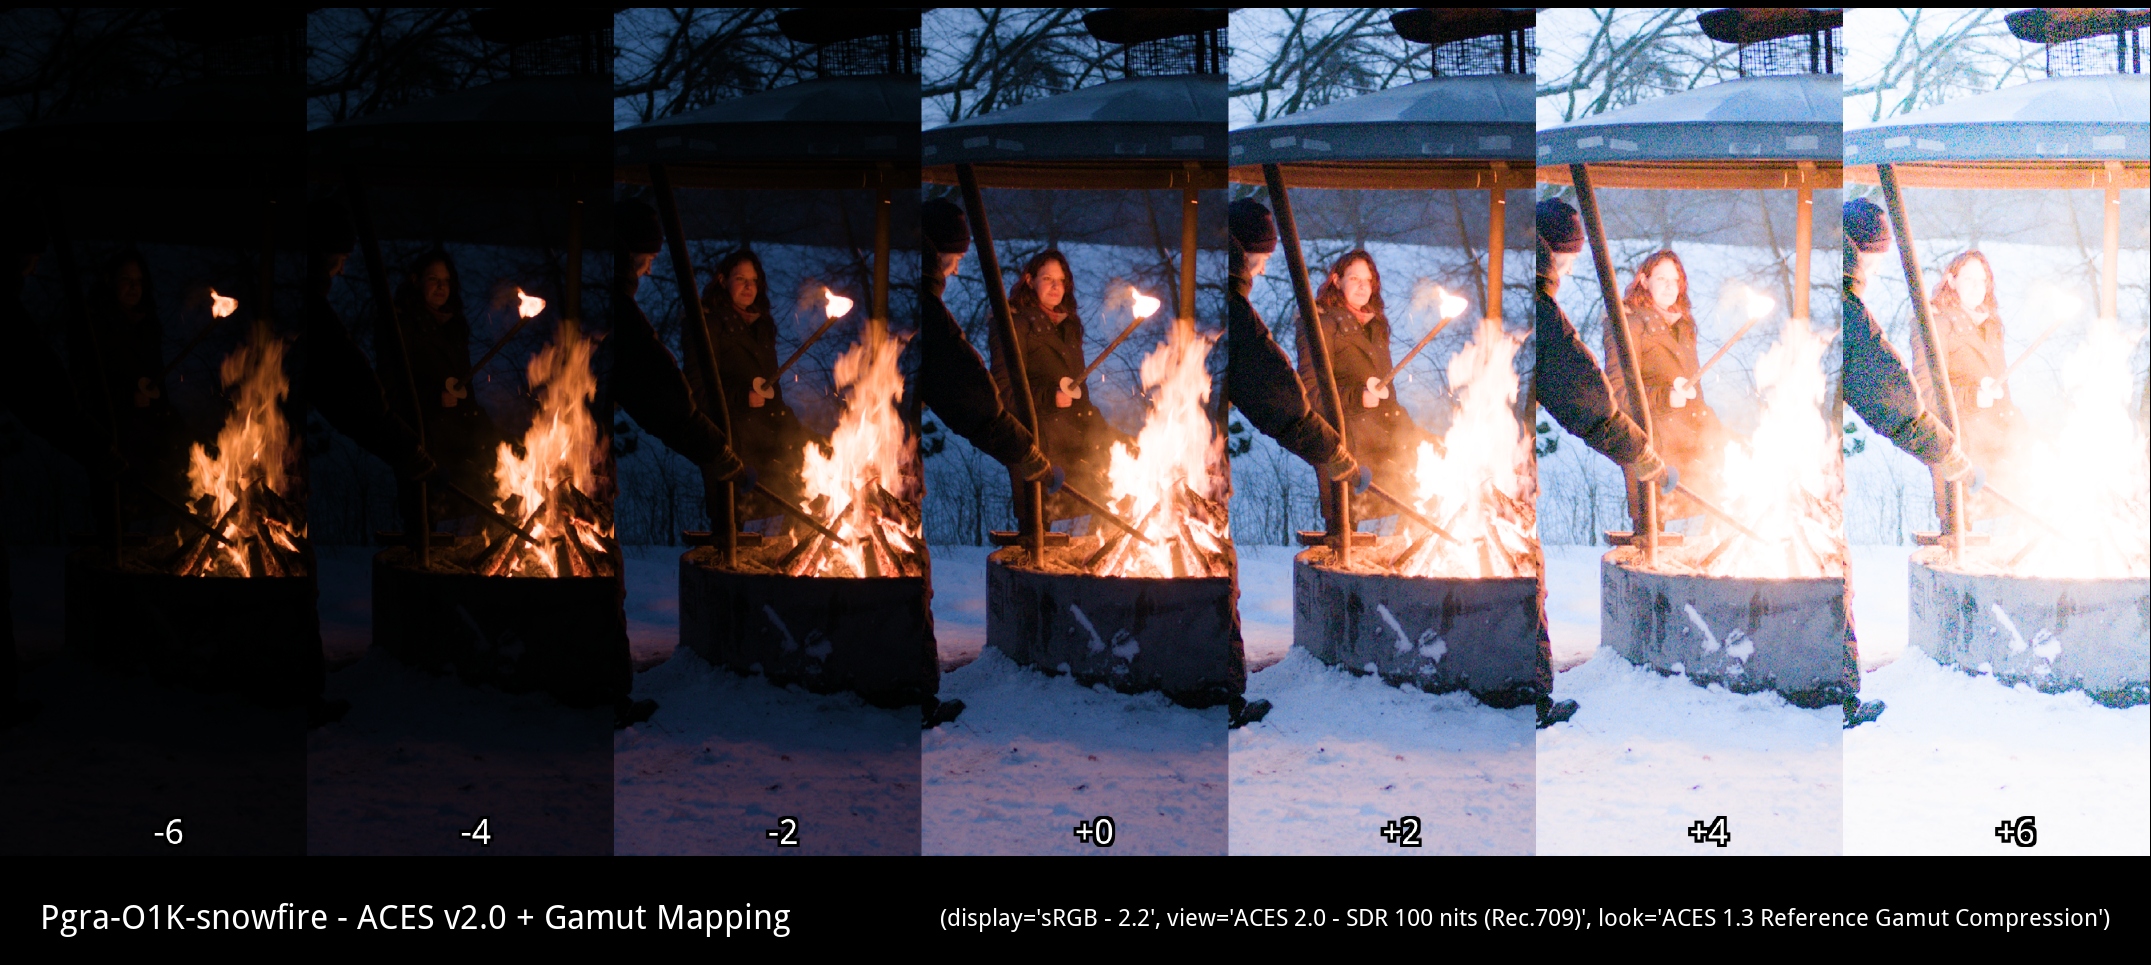 -6 -4 -2 +0 +2 +4 +6
Pgra-O1K-snowfire - ACES v2.0 + Gamut Mapping (display='sRGB - 2.2', view='ACES 2.0 - SDR 100 nits (Rec.709)', look='ACES 1.3 Reference Gamut Compression')